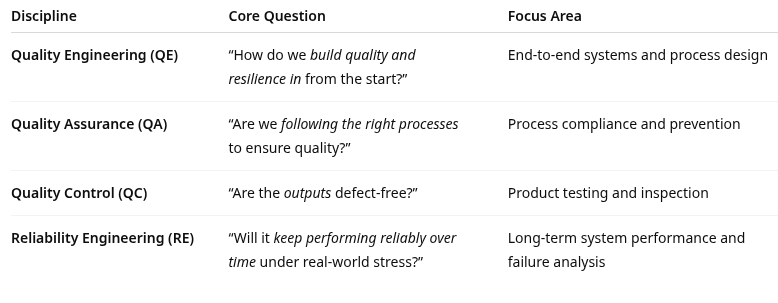 Discipline Core Question Focus Area
Quality Engineering (QE) “How do we build quality and End-to-end systems and process design
resilience in from the start?”
Quality Assurance (QA) “Are we following the right processes Process compliance and prevention
to ensure quality?”
Quality Control (QC) “Are the outputs defect-free?” Product testing and inspection
Reliability Engineering (RE) “Will it keep performing reliably over Long-term system performance and
time under real-world stress?” failure analysis